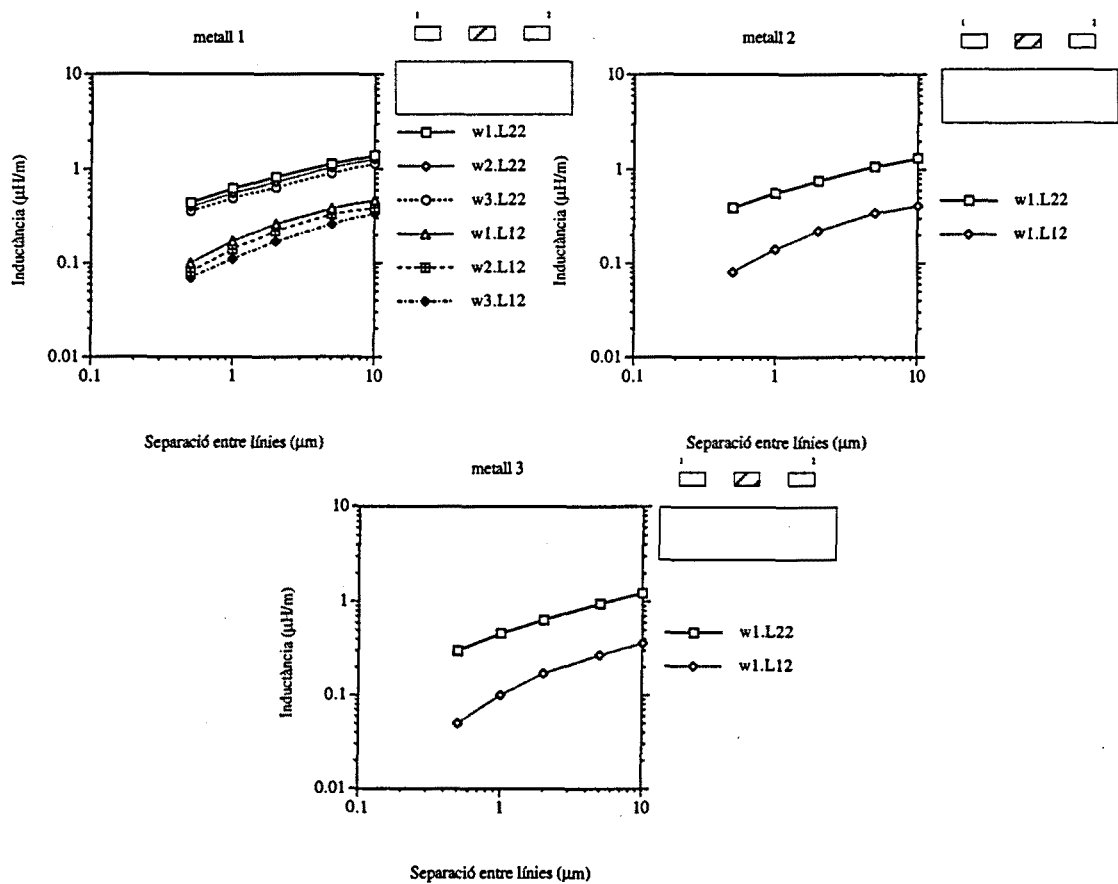 metall 1
1 2
Inductància (µH/m)
10
1
0.1
0.01
0.1 1 10
Separació entre línies (µm)
w1.L22
w2.L22
w3.L22
w1.L12
w2.L12
w3.L12
metall 2
1 2
Inductància (µH/m)
10
1
0.1
0.01
0.1 1 10
Separació entre línies (µm)
w1.L22
w1.L12
metall 3
1 2
Inductància (µH/m)
10
1
0.1
0.01
0.1 1 10
Separació entre línies (µm)
w1.L22
w1.L12